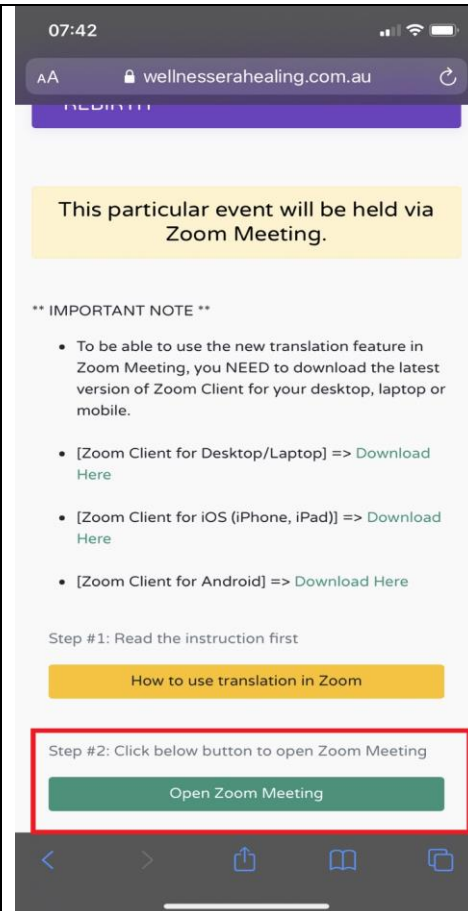 07:42
AA wellnesserahealing.com.au
REBIRTH
This particular event will be held via
Zoom Meeting.
** IMPORTANT NOTE **
• To be able to use the new translation feature in
Zoom Meeting, you NEED to download the latest
version of Zoom Client for your desktop, laptop or
mobile.
• [Zoom Client for Desktop/Laptop] => Download
Here
• [Zoom Client for iOS (iPhone, iPad)] => Download
Here
• [Zoom Client for Android] => Download Here
Step #1: Read the instruction first
How to use translation in Zoom
Step #2: Click below button to open Zoom Meeting
Open Zoom Meeting